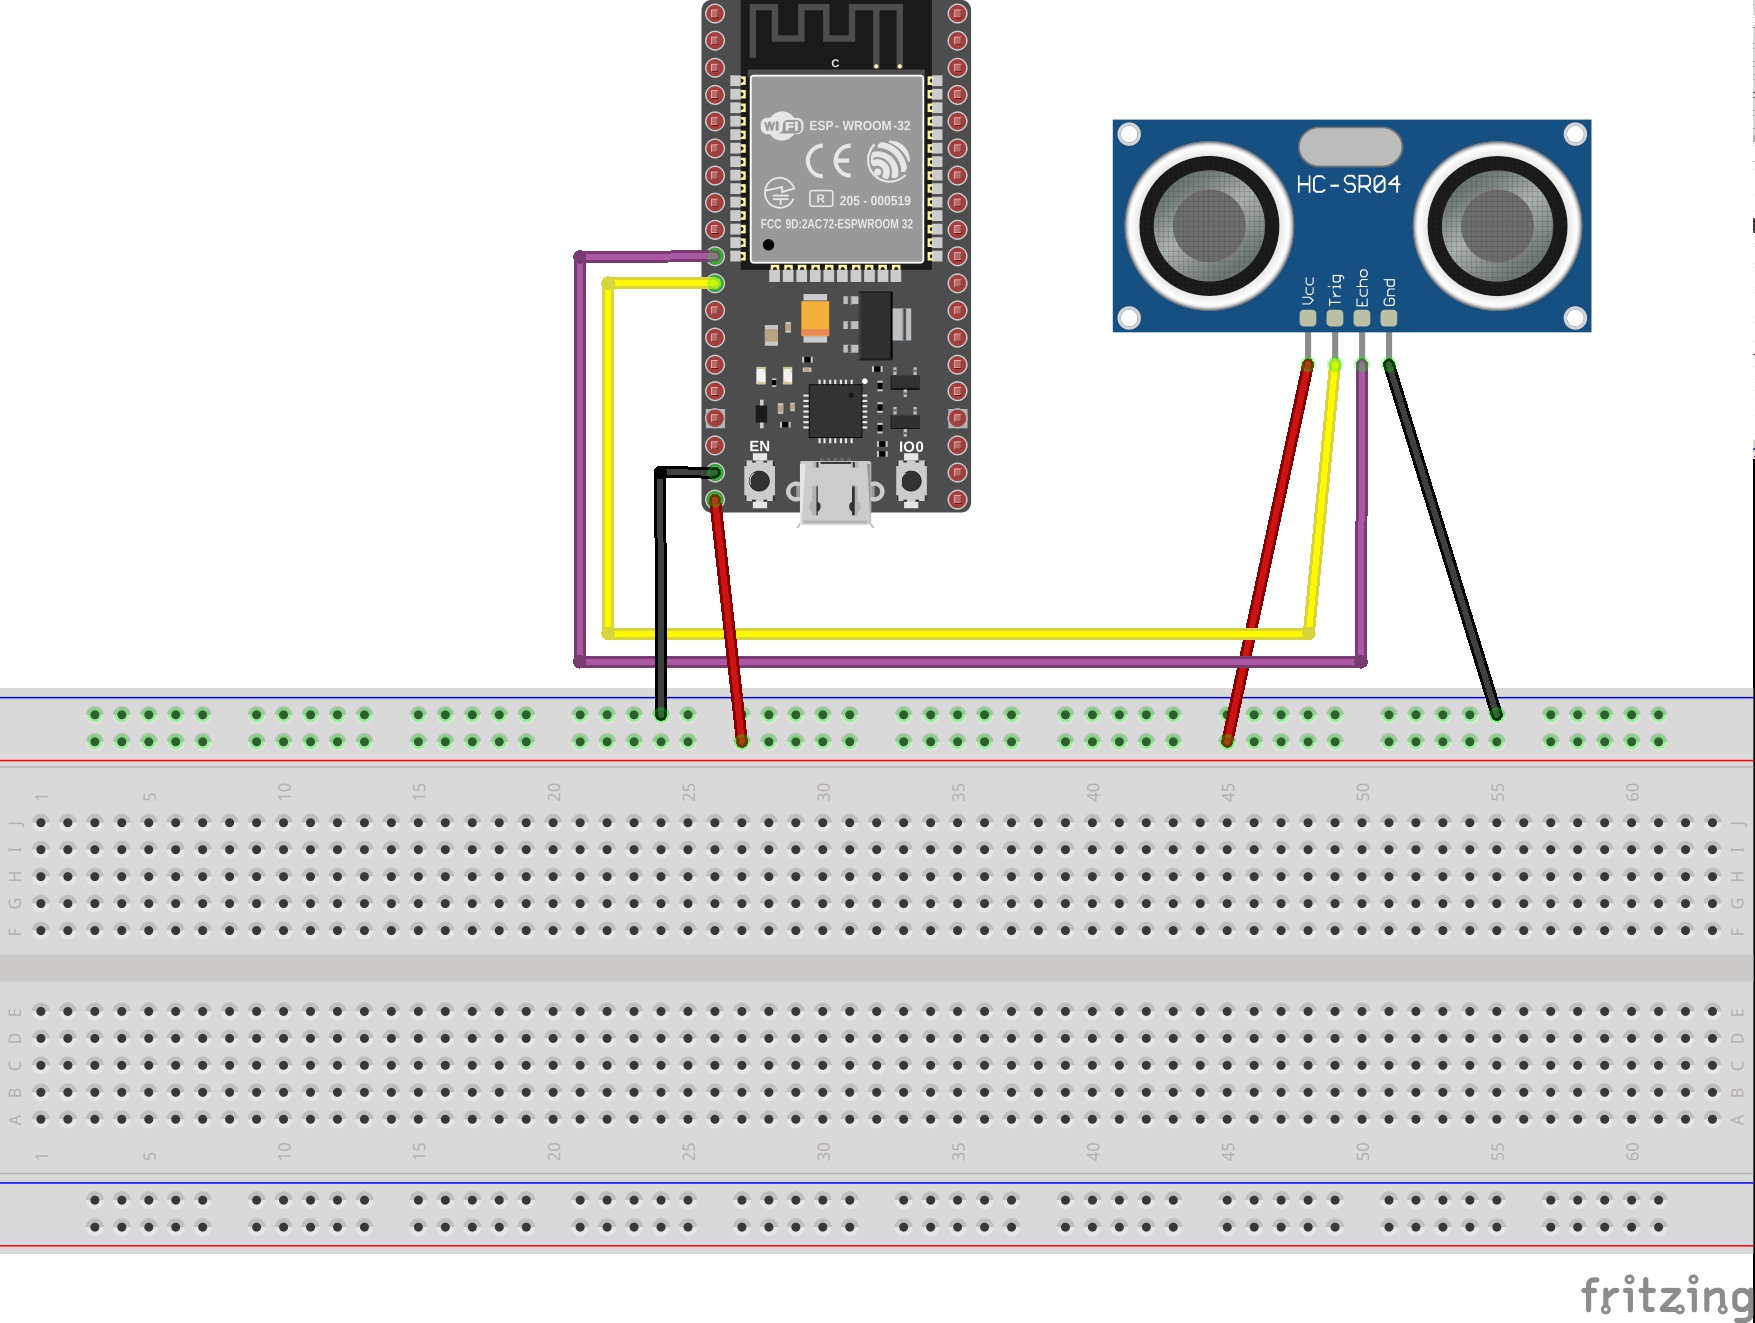 C
WiFi ESP-WROOM-32
CE
R 205-000519
FCC 9D:2AC72-ESPWROOM 32
EN
IO0
HC-SR04
Vcc
Trig
Echo
Gnd
1 5 10 15 20 25 30 35 40 45 50 55 60
J J
I I
H H
G G
F F
E E
D D
C C
B B
A A
1 5 10 15 20 25 30 35 40 45 50 55 60
fritzing